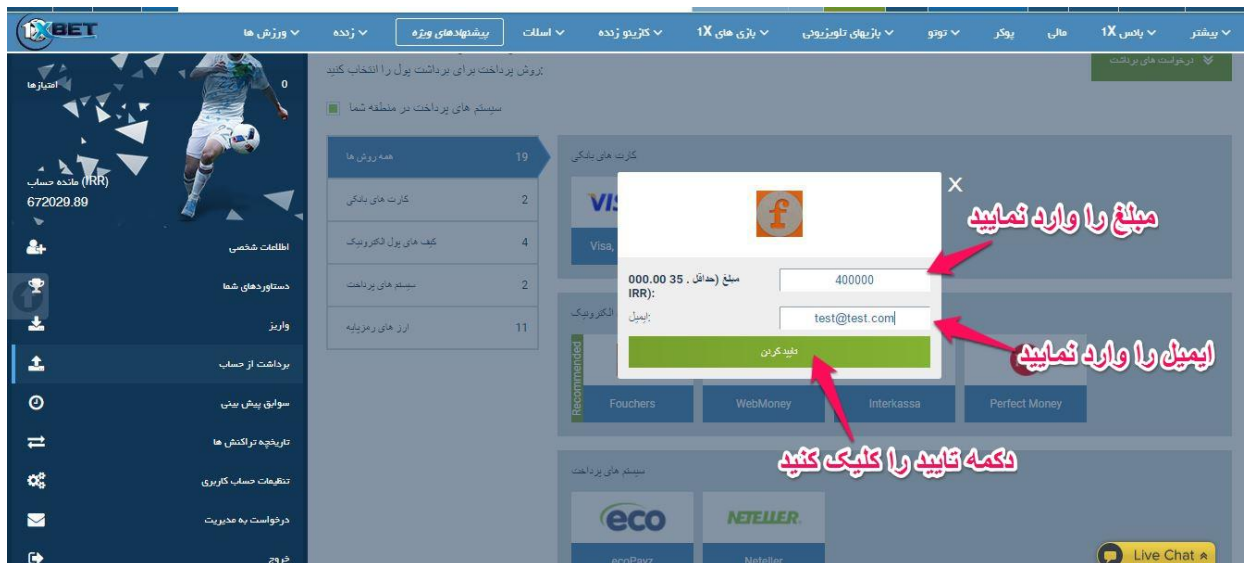 1XBET
ورزش ها
زنده
پیشنهادهای ویژه
اسلات
کازینو زنده
بازی های 1X
بازیهای تلویزیونی
توتو
پوکر
مالی
بانس 1X
بیشتر
0
امتیازها
مانده حساب (IRR)
672029.89
اطلاعات شخصی
دستاوردهای شما
واریز
برداشت از حساب
سوابق پیش بینی
تاریخچه تراکنش ها
تنظیمات حساب کاربری
درخواست به مدیریت
خروج
روش پرداخت برای برداشت پول را انتخاب کنید:
سیستم های پرداخت در منطقه شما
درخواست های برداشت
همه روش ها 19
کارت های بانکی 2
کیف های پول الکترونیک 4
سیستم های پرداخت 2
ارز های رمزپایه 11
کارت های بانکی
Visa,
X
f
مبلغ (حداقل . 35 000.00
IRR):
400000
ایمیل:
test@test.com
تایید کردن
مبلغ را وارد نمایید
ایمیل را وارد نمایید
دکمه تایید را کلیک کنید
الکترونیک
Recommended
Fouchers
WebMoney
Interkassa
Perfect Money
سیستم های پرداخت
eco
NETELLER
ecoPayz
Neteller
Live Chat